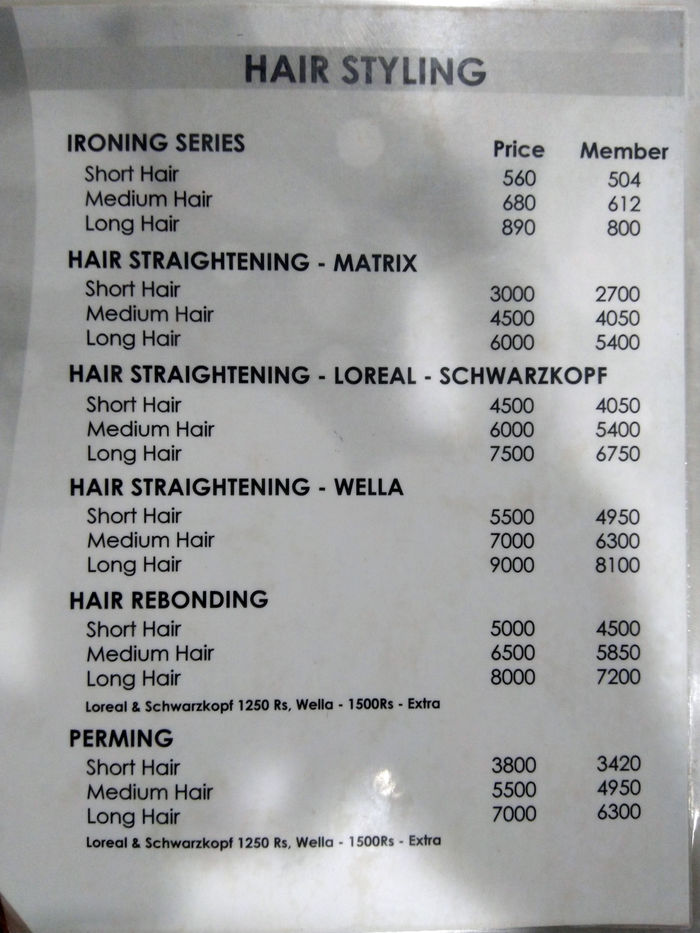 HAIR STYLING
IRONING SERIES Price Member
Short Hair 560 504
Medium Hair 680 612
Long Hair 890 800
HAIR STRAIGHTENING - MATRIX
Short Hair 3000 2700
Medium Hair 4500 4050
Long Hair 6000 5400
HAIR STRAIGHTENING - LOREAL - SCHWARZKOPF
Short Hair 4500 4050
Medium Hair 6000 5400
Long Hair 7500 6750
HAIR STRAIGHTENING - WELLA
Short Hair 5500 4950
Medium Hair 7000 6300
Long Hair 9000 8100
HAIR REBONDING
Short Hair 5000 4500
Medium Hair 6500 5850
Long Hair 8000 7200
Loreal & Schwarzkopf 1250 Rs, Wella - 1500Rs - Extra
PERMING
Short Hair 3800 3420
Medium Hair 5500 4950
Long Hair 7000 6300
Loreal & Schwarzkopf 1250 Rs, Wella - 1500Rs - Extra